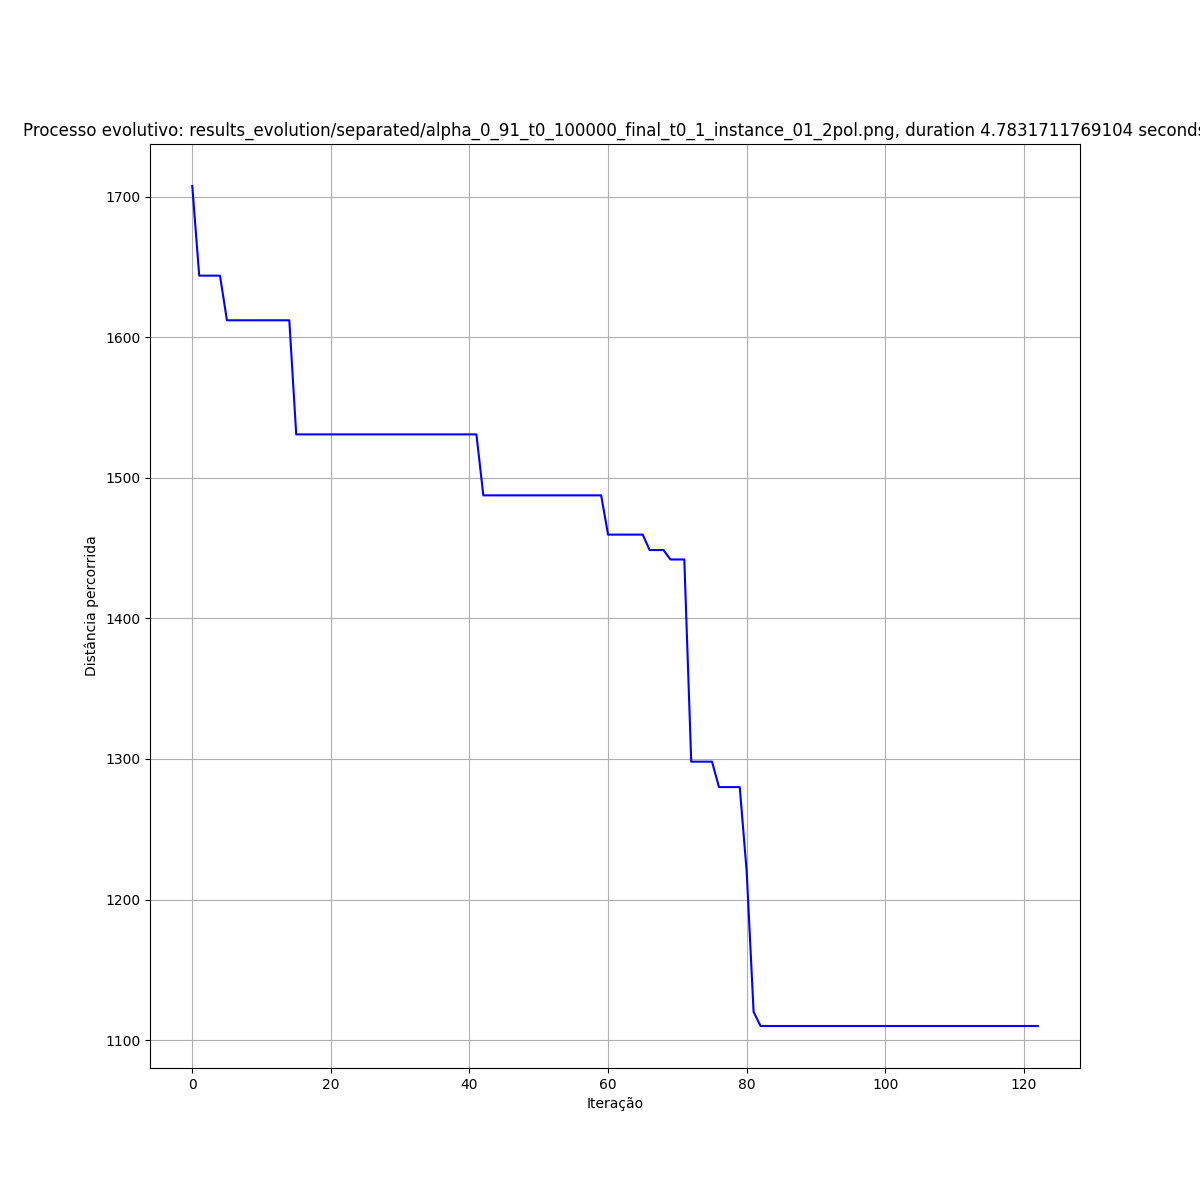 Processo evolutivo: results_evolution/separated/alpha_0_91_t0_100000_final_t0_1_instance_01_2pol.png, duration 4.7831711769104 seconds
1700
1600
1500
1400
1300
1200
1100
Distância percorrida
0 20 40 60 80 100 120
Iteração